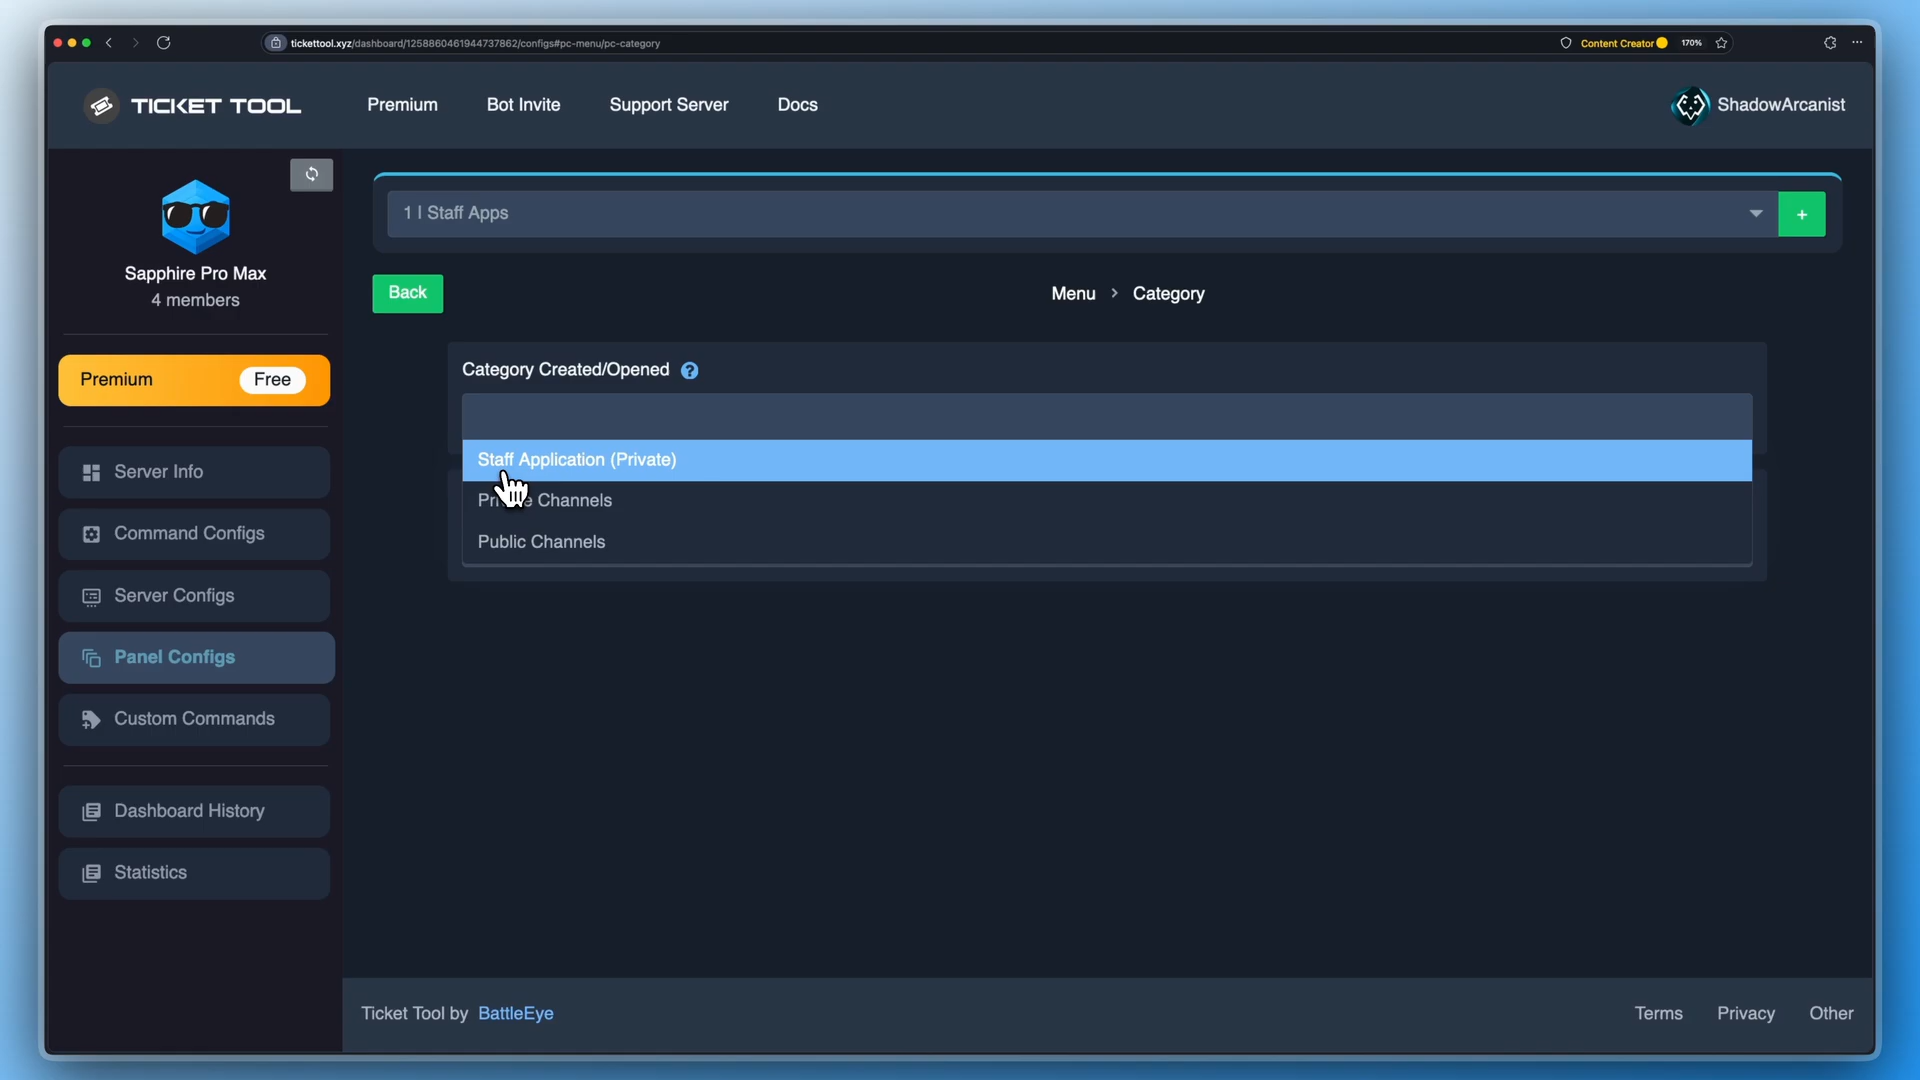 tickettool.xyz/dashboard/1258860461944737862/configs#pc-menu/pc-category
Content Creator
170%
TICKET TOOL
Premium
Bot Invite
Support Server
Docs
ShadowArcanist
Sapphire Pro Max
4 members
Premium
Free
Server Info
Command Configs
Server Configs
Panel Configs
Custom Commands
Dashboard History
Statistics
1 | Staff Apps
+
Back
Menu > Category
Category Created/Opened ?
Staff Application (Private)
Channels
Public Channels
Ticket Tool by BattleEye
Terms
Privacy
Other